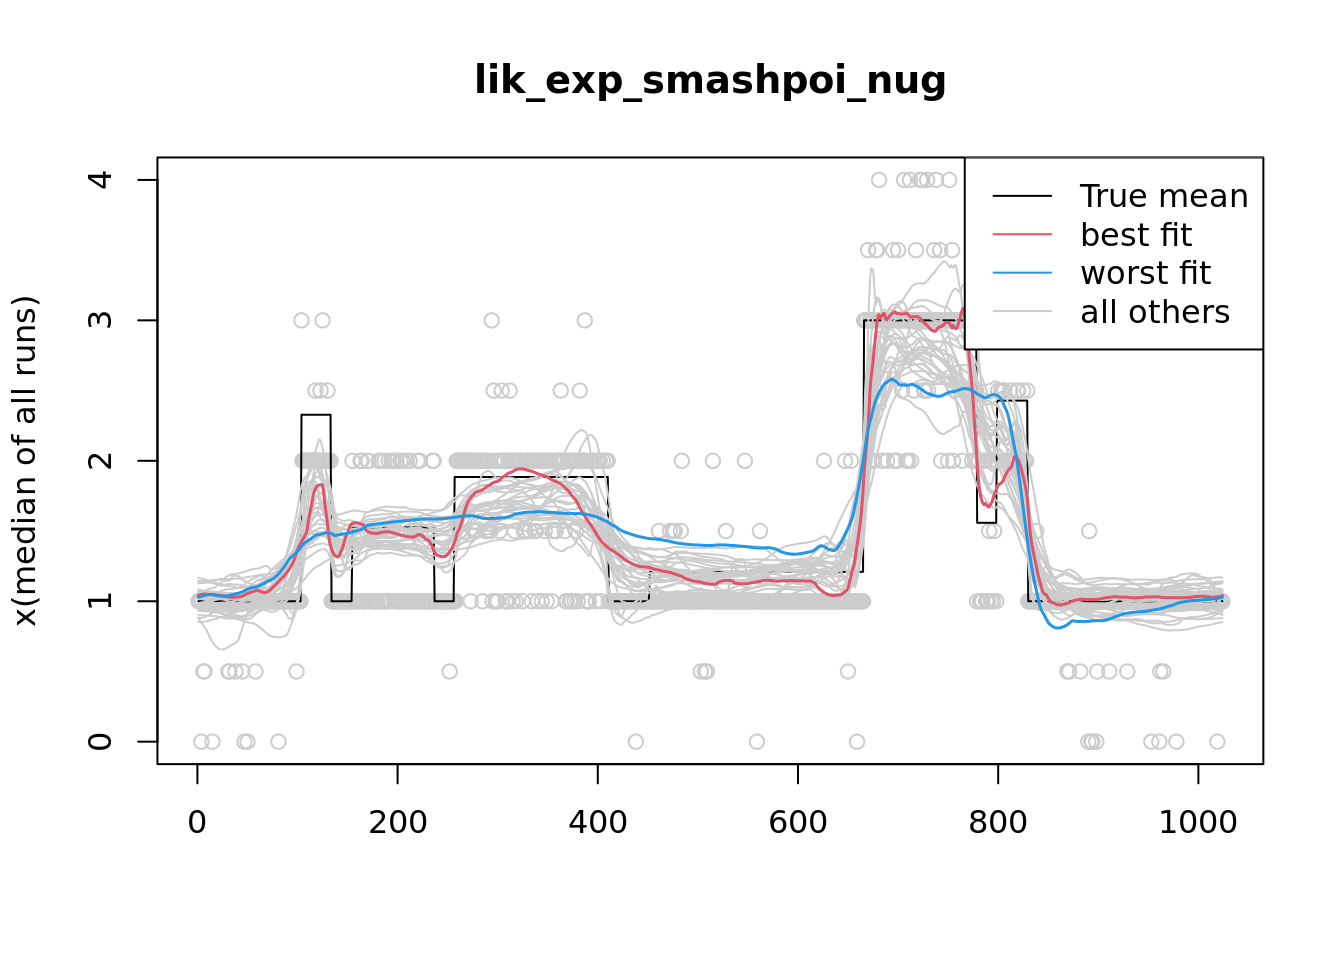 lik_exp_smashpoi_nug
x(median of all runs)
4
3
2
1
0
True mean
best fit
worst fit
all others
0 200 400 600 800 1000